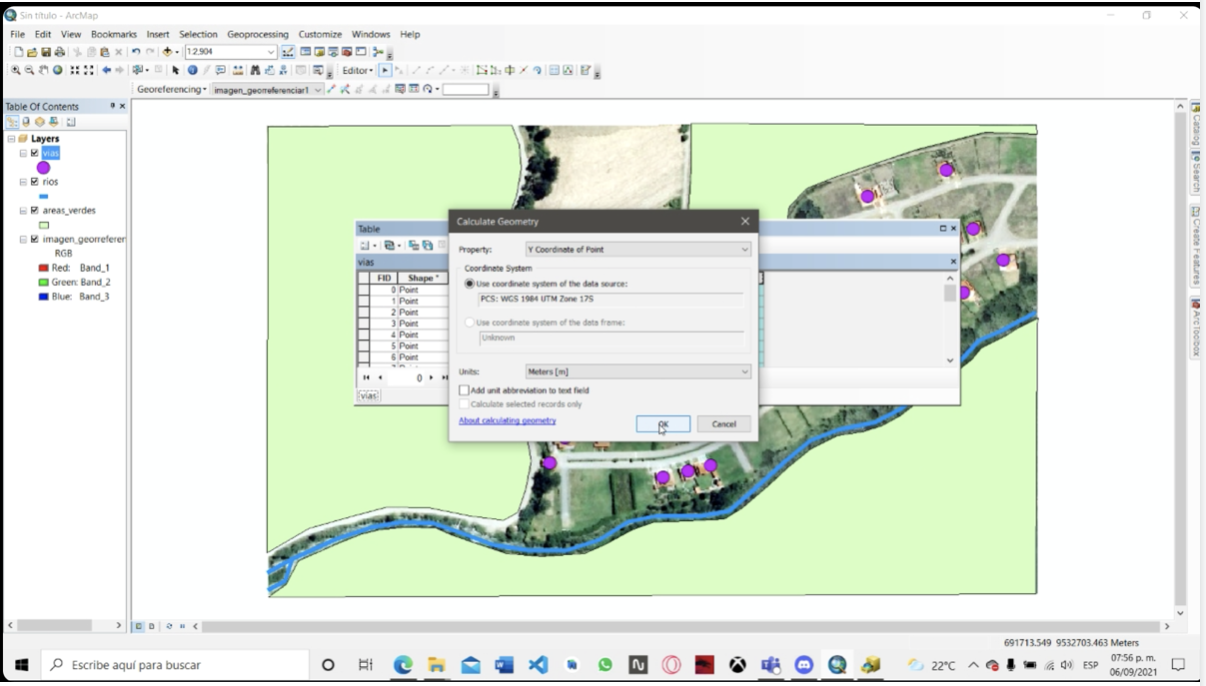 Sin título - ArcMap
File Edit View Bookmarks Insert Selection Geoprocessing Customize Windows Help
1:2,904
Editor
Georeferencing imagen_georreferenciar1
Table Of Contents
Layers
vias
rios
areas_verdes
imagen_georreferer
RGB
Red: Band_1
Green: Band_2
Blue: Band_3
Table
vias
FID Shape *
0 Point
1 Point
2 Point
3 Point
4 Point
5 Point
6 Point
0
vias
Calculate Geometry
Property: Y Coordinate of Point
Coordinate System
Use coordinate system of the data source:
PCS: WGS 1984 UTM Zone 17S
Use coordinate system of the data frame:
Unknown
Units: Meters [m]
Add unit abbreviation to text field
Calculate selected records only
About calculating geometry
OK Cancel
Catalog
Search
Create Features
ArcToolbox
691713.549 9532703.463 Meters
Escribe aquí para buscar
22°C
ESP
07:56 p. m.
06/09/2021